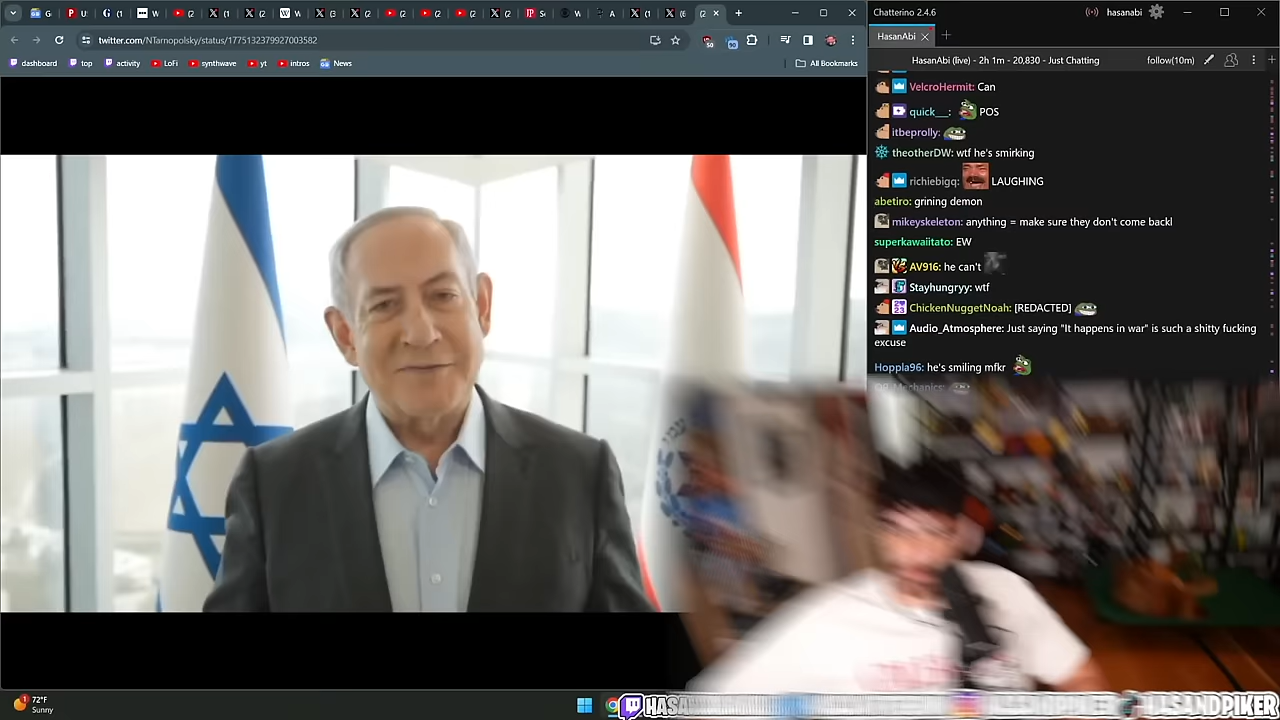 Chatterino 2.4.6
hasanabi
HasanAbi
twitter.com/NTarnopolsky/status/1775132379927003582
dashboard
top
activity
LoFi
synthwave
yt
intros
News
All Bookmarks
HasanAbi (live) - 2h 1m - 20,830 - Just Chatting
follow(10m)
VelcroHermit: Can
quick___: POS
itbeprolly:
theotherDW: wtf he's smirking
richiebigq: LAUGHING
abetiro: grining demon
mikeyskeleton: anything = make sure they don't come backl
superkawaiitato: EW
AV916: he can't
Stayhungryy: wtf
ChickenNuggetNoah: [REDACTED]
Audio_Atmosphere: Just saying "It happens in war" is such a shitty fucking
excuse
Hoppla96: he's smiling mfkr
72°F
Sunny
HASA
HASANDPIKER